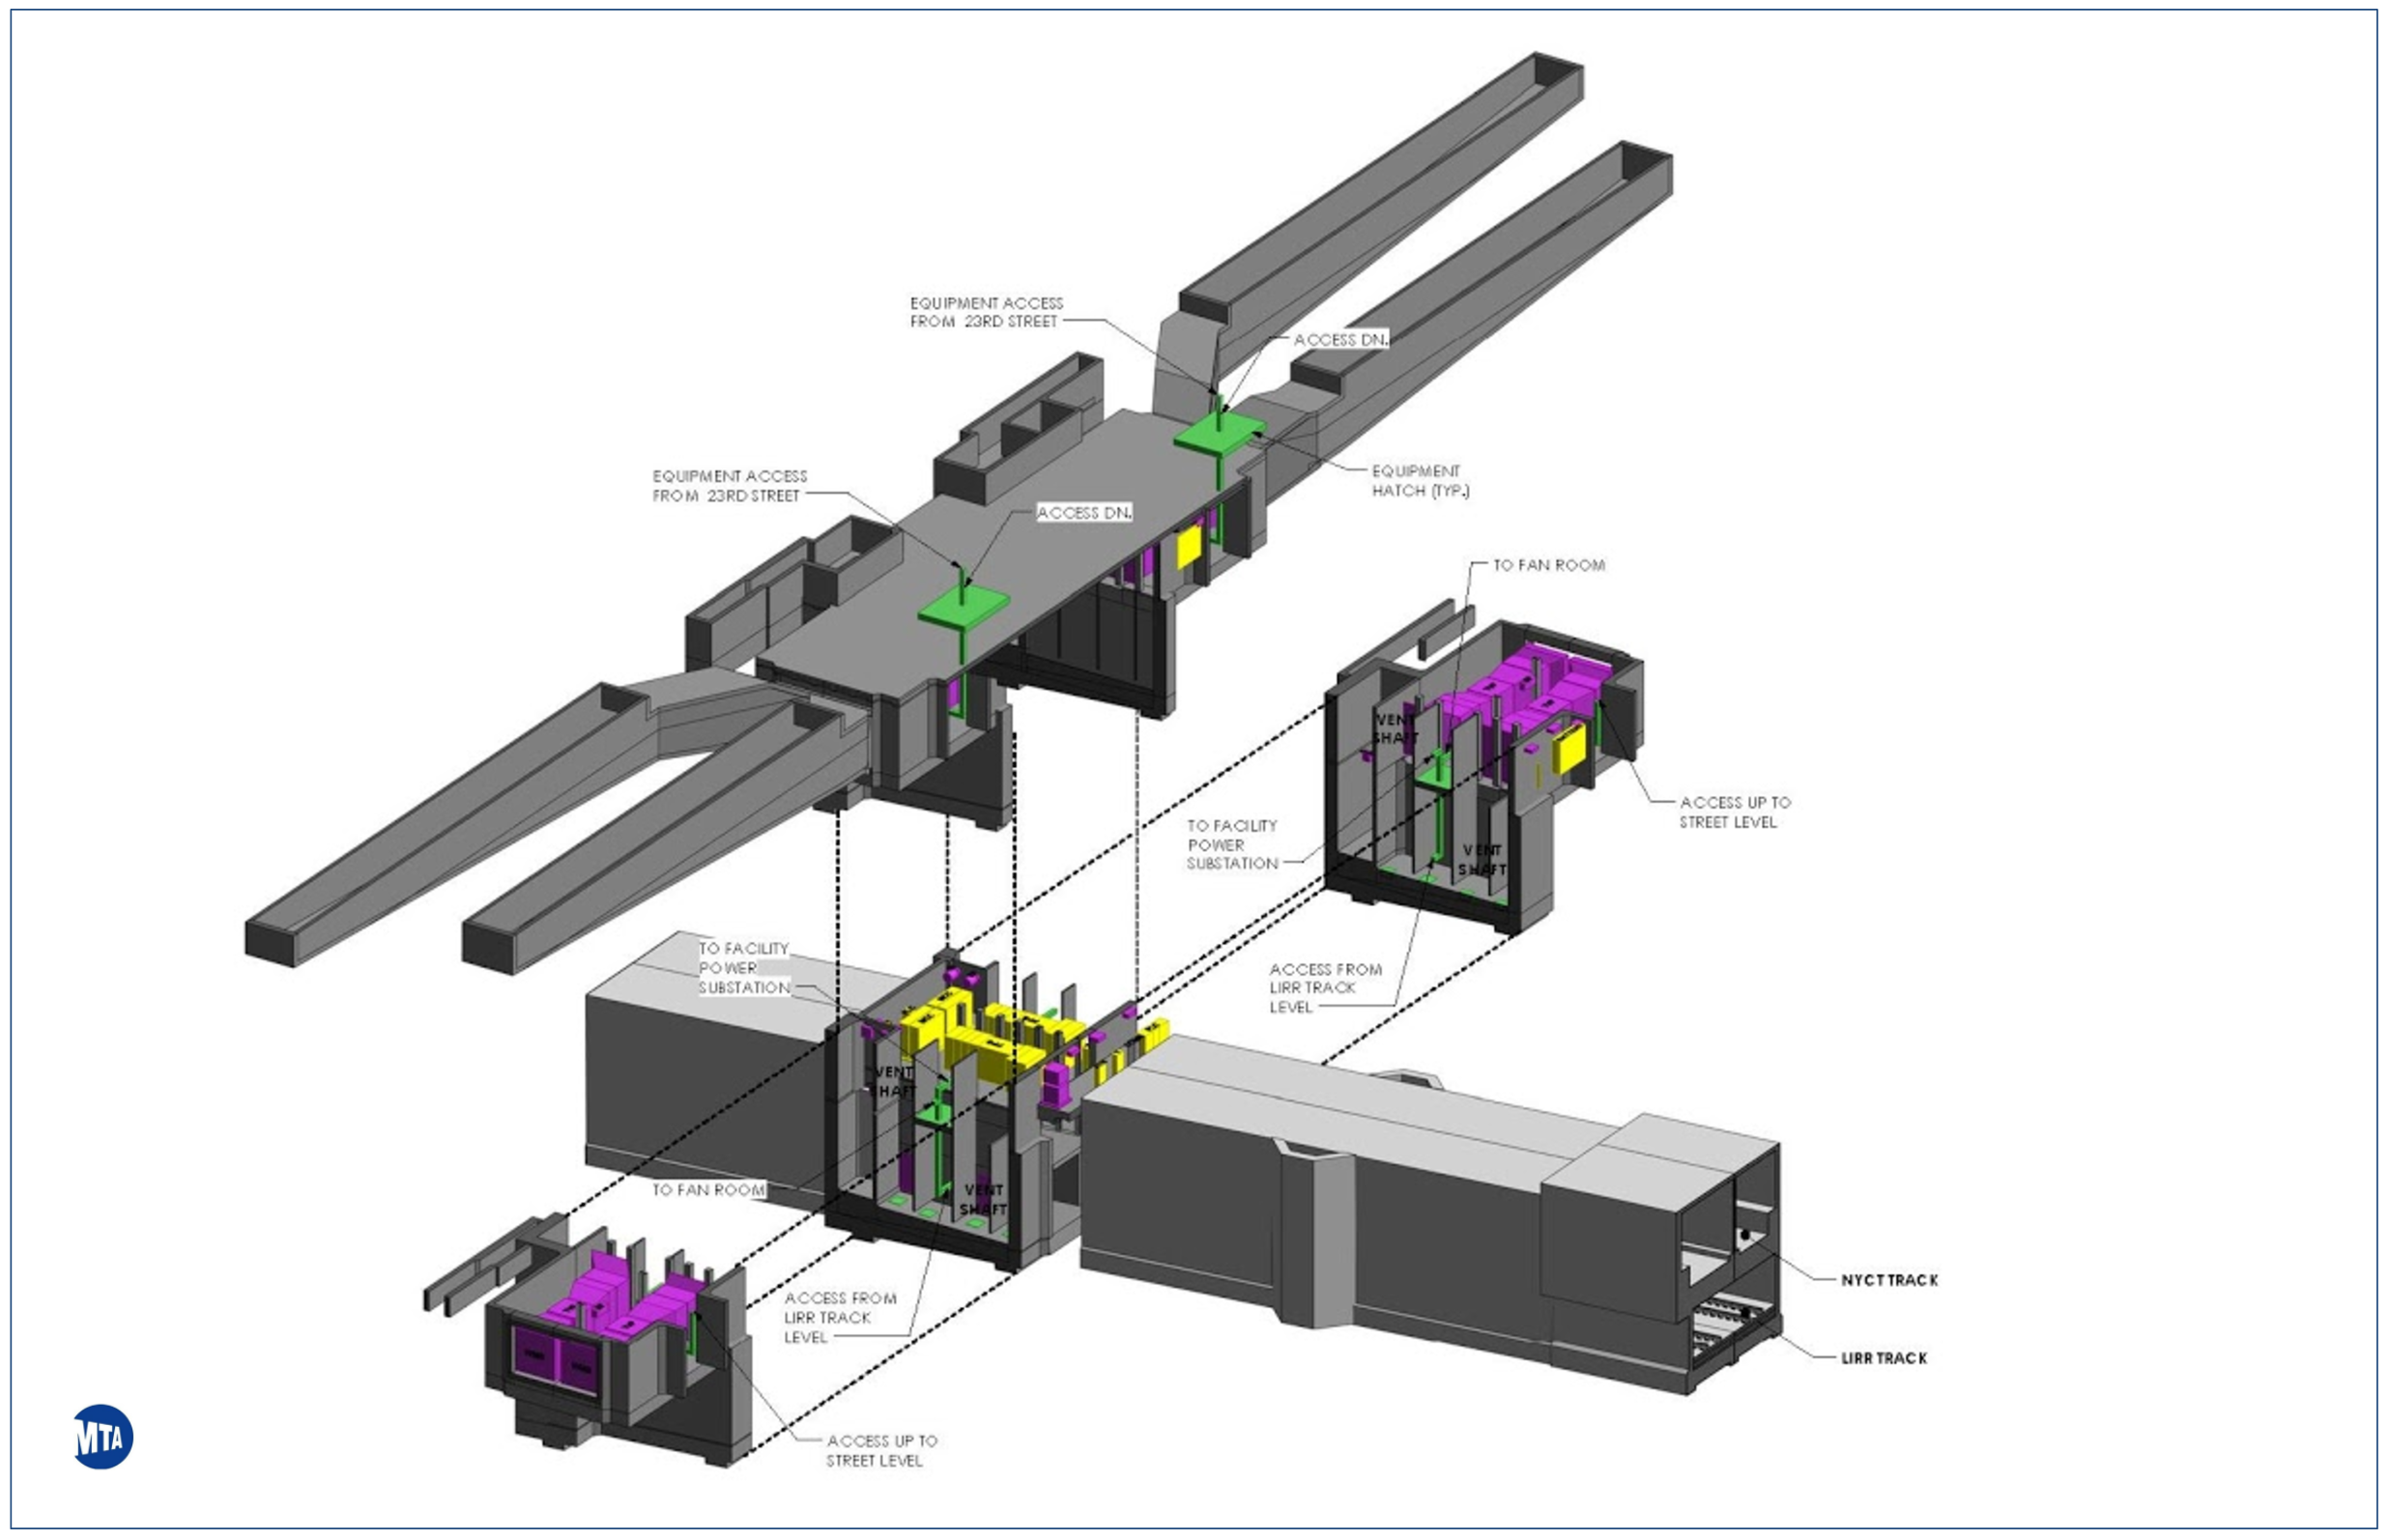 EQUIPMENT ACCESS
FROM 23RD STREET
ACCESS DN.
EQUIPMENT ACCESS
FROM 23RD STREET
ACCESS DN.
EQUIPMENT
HATCH (TYP.)
TO FAN ROOM
VENT
SHAFT
ACCESS UP TO
STREET LEVEL
TO FACILITY
POWER
SUBSTATION
VENT
SHAFT
TO FACILITY
POWER
SUBSTATION
ACCESS FROM
LIRR TRACK
LEVEL
VENT
SHAFT
TO FAN ROOM
VENT
SHAFT
NYCT TRACK
ACCESS FROM
LIRR TRACK
LEVEL
LIRR TRACK
MTA
ACCESS UP TO
STREET LEVEL